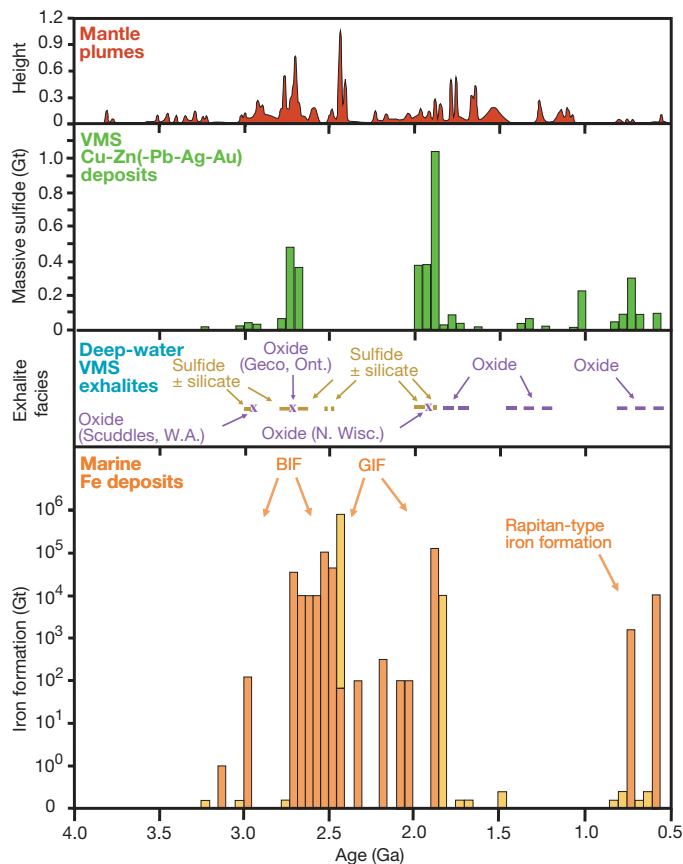 Mantle
plumes
Height
1.2
0.9
0.6
0.3
0
VMS
Cu-Zn(-Pb-Ag-Au)
deposits
Massive sulfide (Gt)
1.0
0.8
0.6
0.4
0.2
0
Deep-water
VMS
exhalites
Exhalite
facies
Sulfide
± silicate
Oxide
(Geco, Ont.)
Sulfide
± silicate
Oxide
Oxide
x
x
x
Oxide
(Scuddles, W.A.)
Oxide (N. Wisc.)
Marine
Fe deposits
BIF
GIF
Rapitan-type
iron formation
Iron formation (Gt)
10⁶
10⁵
10⁴
10³
10²
10¹
10⁰
0
4.0 3.5 3.0 2.5 2.0 1.5 1.0 0.5
Age (Ga)